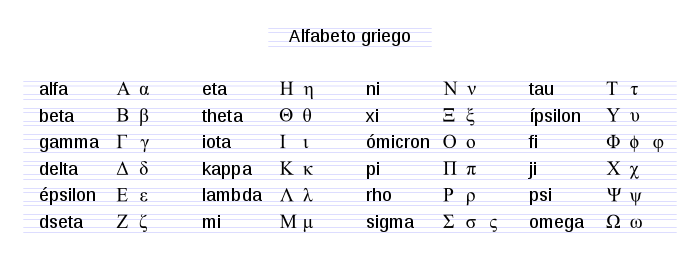 Alfabeto griego
alfa Α α eta Η η ni Ν ν tau Τ τ
beta Β β theta Θ θ xi Ξ ξ ípsilon Υ υ
gamma Γ γ iota Ι ι ómicron Ο ο fi Φ ϕ φ
delta Δ δ kappa Κ κ pi Π π ji Χ χ
épsilon Ε ε lambda Λ λ rho Ρ ρ psi Ψ ψ
dseta Ζ ζ mi Μ μ sigma Σ σ ς omega Ω ω